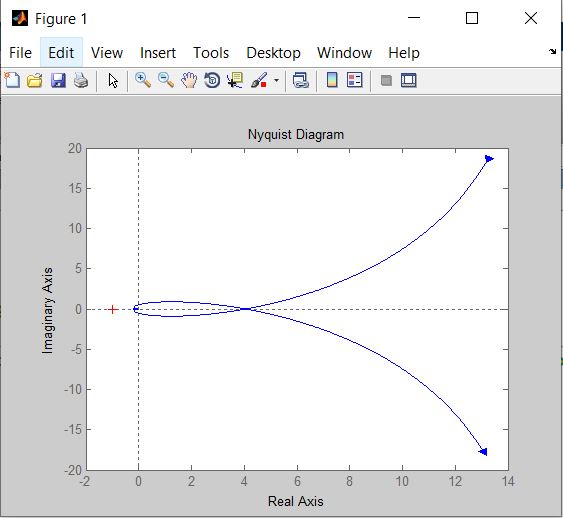 Figure 1
File Edit View Insert Tools Desktop Window Help
Nyquist Diagram
20
15
10
5
0
-5
-10
-15
-20
Imaginary Axis
-2 0 2 4 6 8 10 12 14
Real Axis